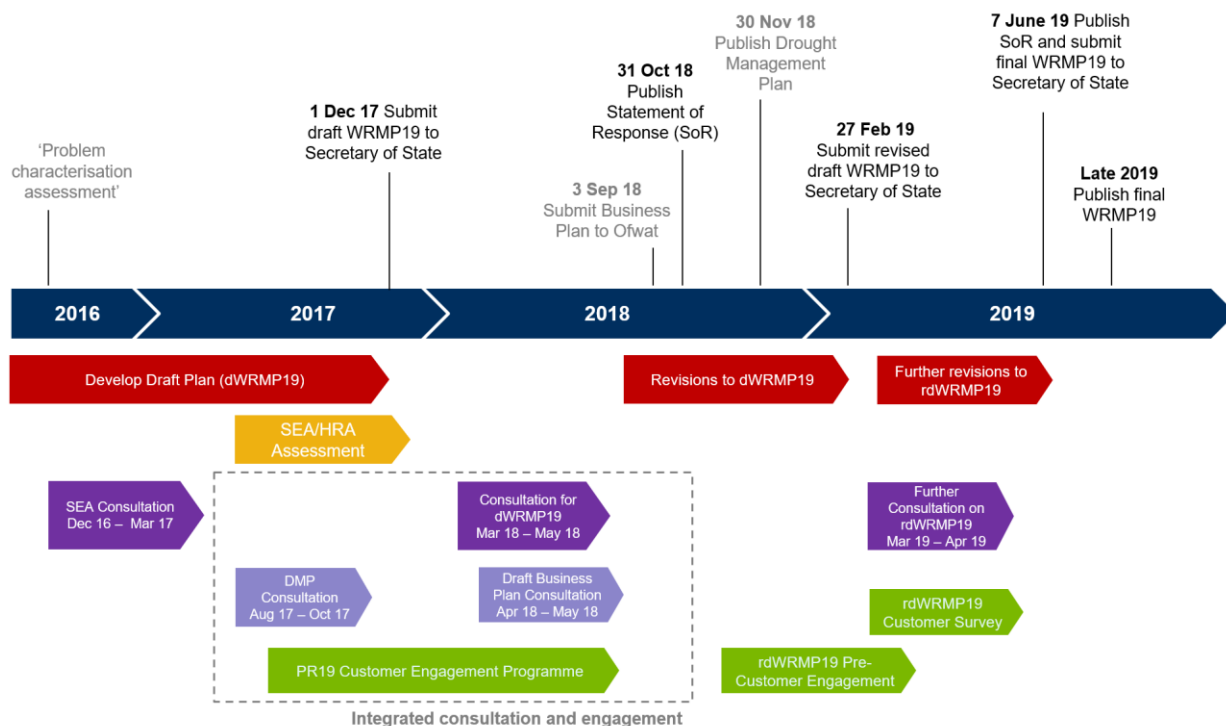 30 Nov 18
Publish Drought
Management
Plan
7 June 19 Publish
SoR and submit
final WRMP19 to
Secretary of State
31 Oct 18
Publish
Statement of
Response (SoR)
1 Dec 17 Submit
draft WRMP19 to
Secretary of State
27 Feb 19
Submit revised
draft WRMP19 to
Secretary of State
‘Problem
characterisation
assessment’
3 Sep 18
Submit Business
Plan to Ofwat
Late 2019
Publish final
WRMP19
2016
2017
2018
2019
Develop Draft Plan (dWRMP19)
Revisions to dWRMP19
Further revisions to
rdWRMP19
SEA/HRA
Assessment
SEA Consultation
Dec 16 – Mar 17
Consultation for
dWRMP19
Mar 18 – May 18
Further
Consultation on
rdWRMP19
Mar 19 – Apr 19
DMP
Consultation
Aug 17 – Oct 17
Draft Business
Plan Consultation
Apr 18 – May 18
rdWRMP19
Customer Survey
PR19 Customer Engagement Programme
rdWRMP19 Pre-
Customer Engagement
Integrated consultation and engagement